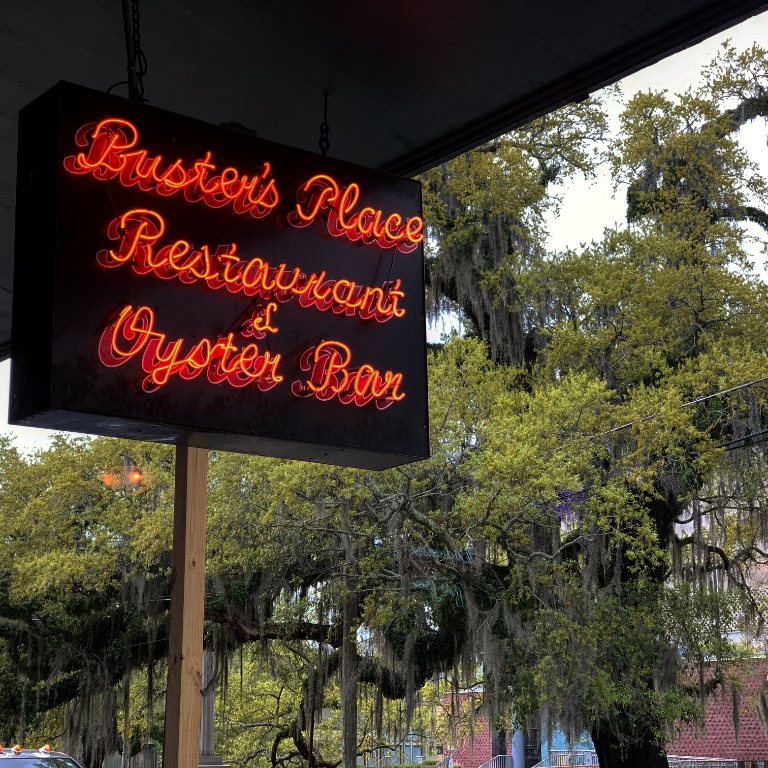 Buster's Place
Restaurant
&
Oyster Bar